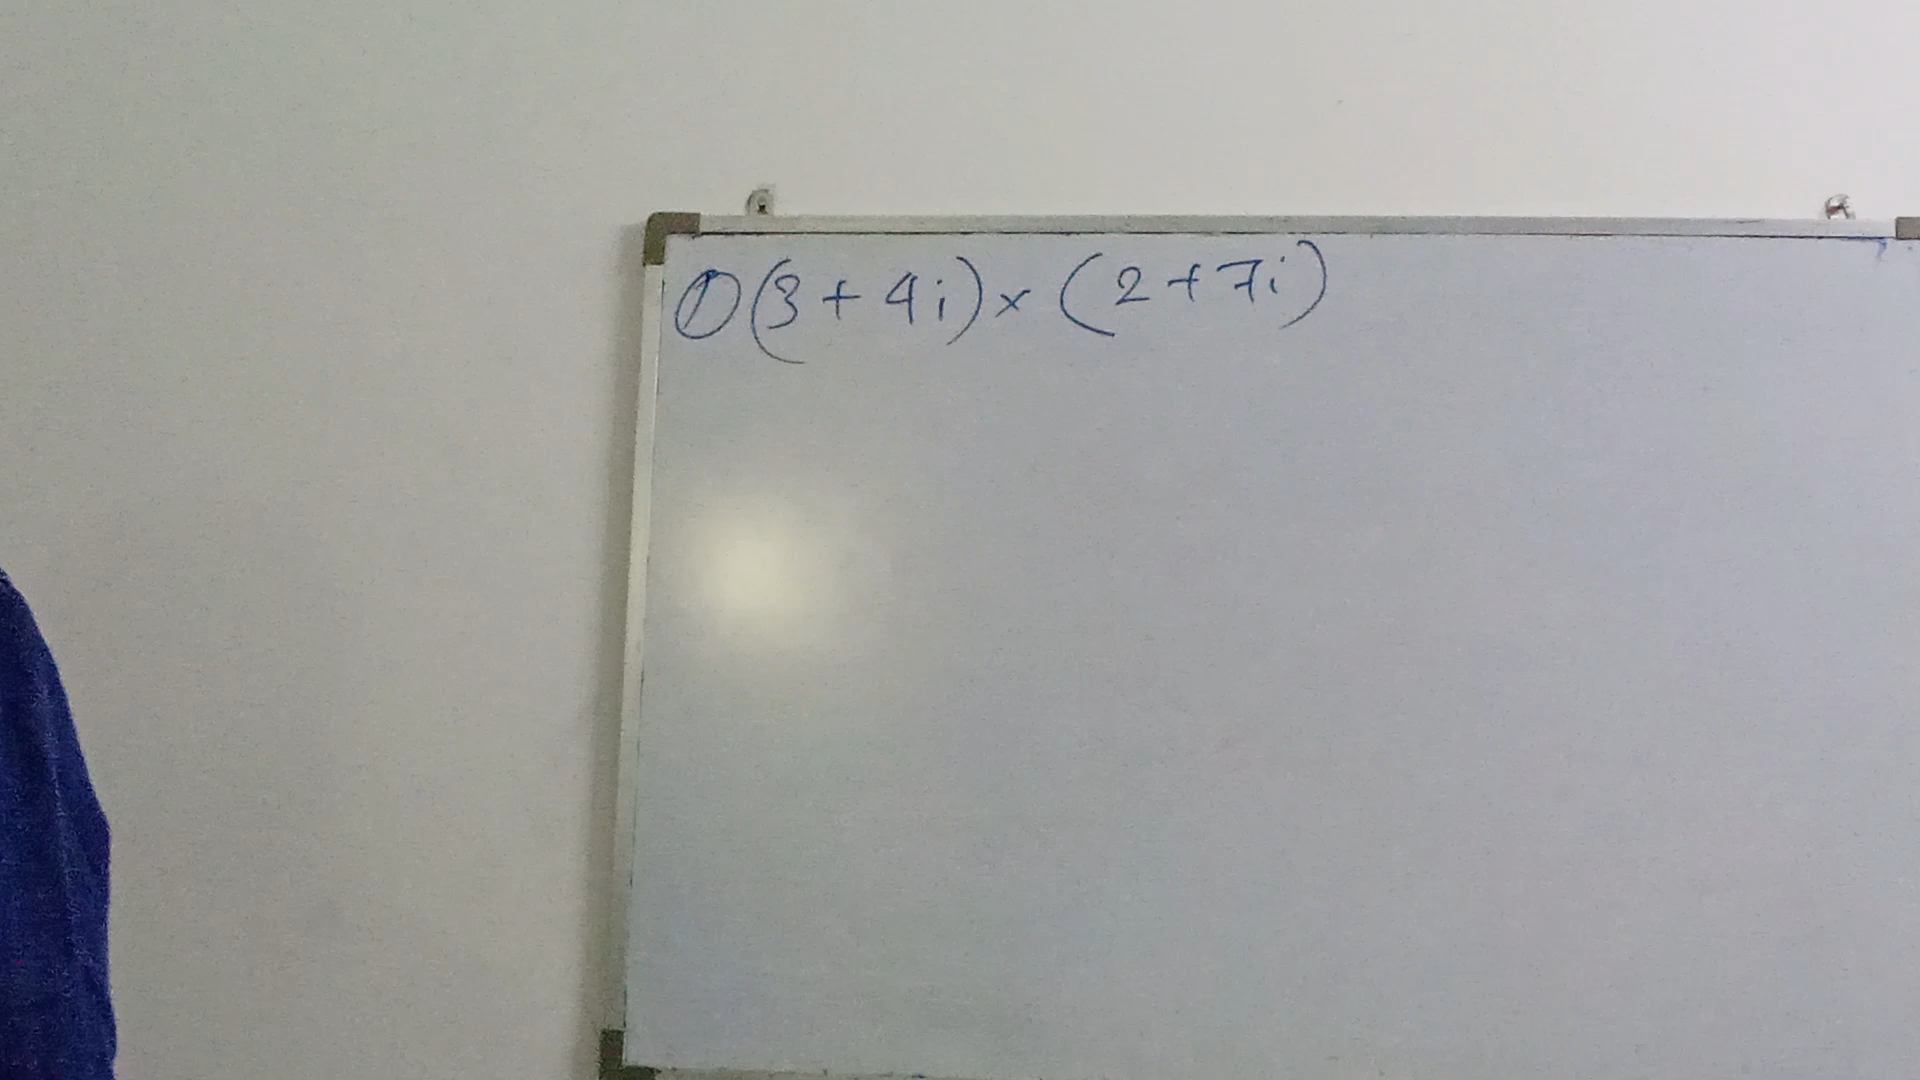 ① (3 + 4i) × (2 + 7i)